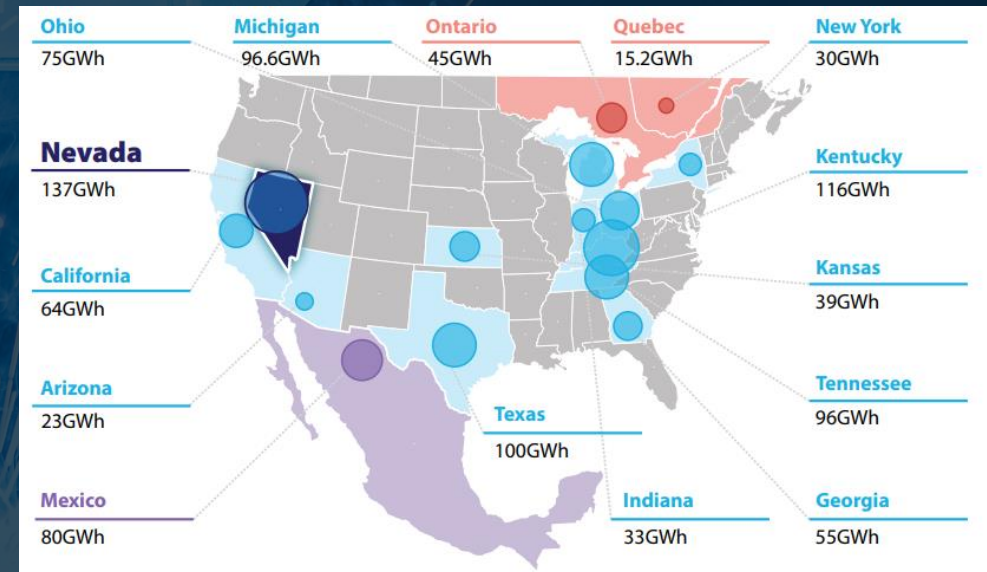 Ohio
75GWh
Michigan
96.6GWh
Ontario
45GWh
Quebec
15.2GWh
New York
30GWh
Nevada
137GWh
Kentucky
116GWh
California
64GWh
Kansas
39GWh
Arizona
23GWh
Texas
100GWh
Tennessee
96GWh
Mexico
80GWh
Indiana
33GWh
Georgia
55GWh